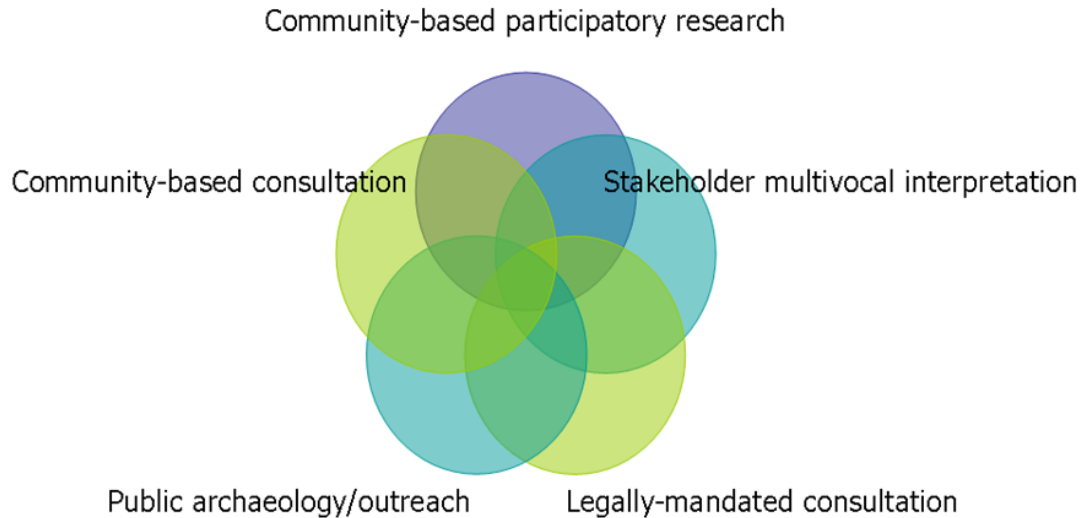 Community-based participatory research
Community-based consultation
Stakeholder multivocal interpretation
Public archaeology/outreach
Legally-mandated consultation